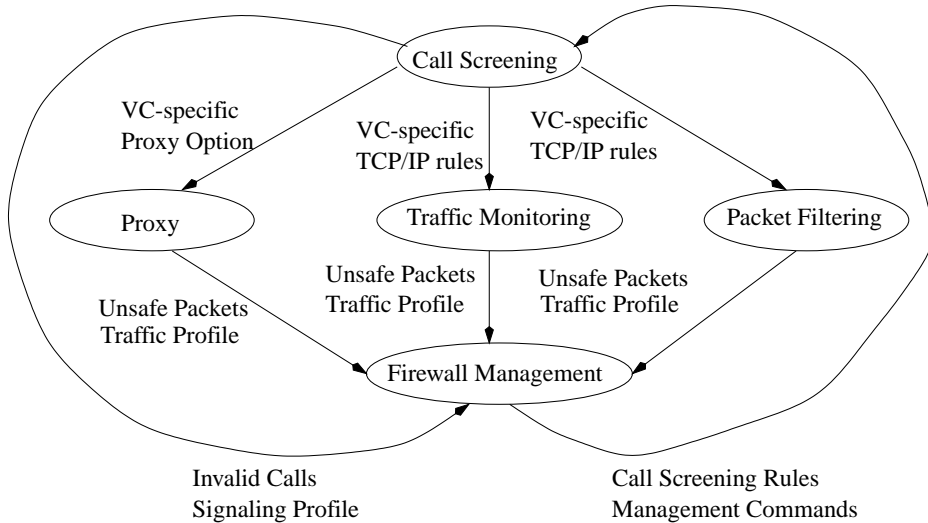 Call Screening
VC-specific
Proxy Option
VC-specific
TCP/IP rules
VC-specific
TCP/IP rules
Proxy
Traffic Monitoring
Packet Filtering
Unsafe Packets
Traffic Profile
Unsafe Packets
Traffic Profile
Unsafe Packets
Traffic Profile
Firewall Management
Invalid Calls
Signaling Profile
Call Screening Rules
Management Commands